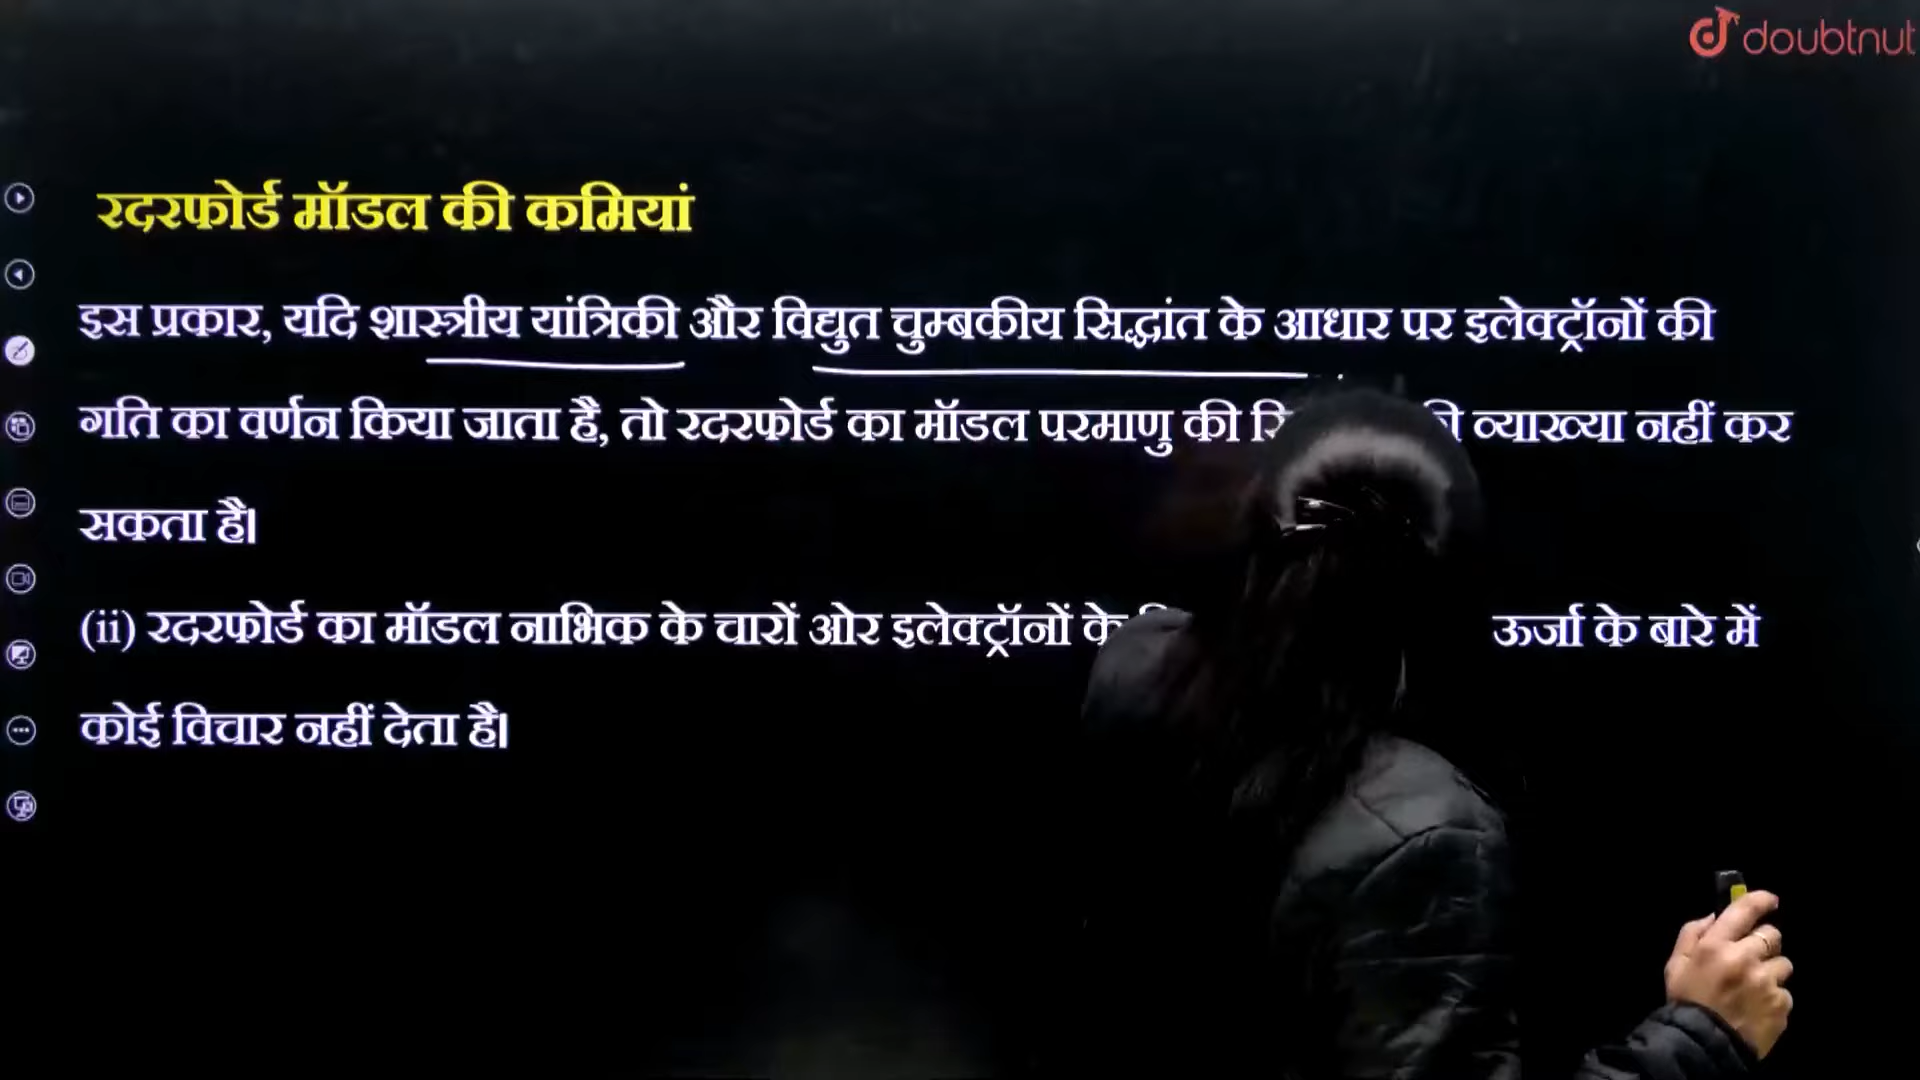 doubtnut
रदरफोर्ड मॉडल की कमियां
इस प्रकार, यदि शास्त्रीय यांत्रिकी और विद्युत चुम्बकीय सिद्धांत के आधार पर इलेक्ट्रॉनों की
गति का वर्णन किया जाता है, तो रदरफोर्ड का मॉडल परमाणु की व्याख्या नहीं कर
सकता है।
(ii) रदरफोर्ड का मॉडल नाभिक के चारों ओर इलेक्ट्रॉनों के ऊर्जा के बारे में
कोई विचार नहीं देता है।